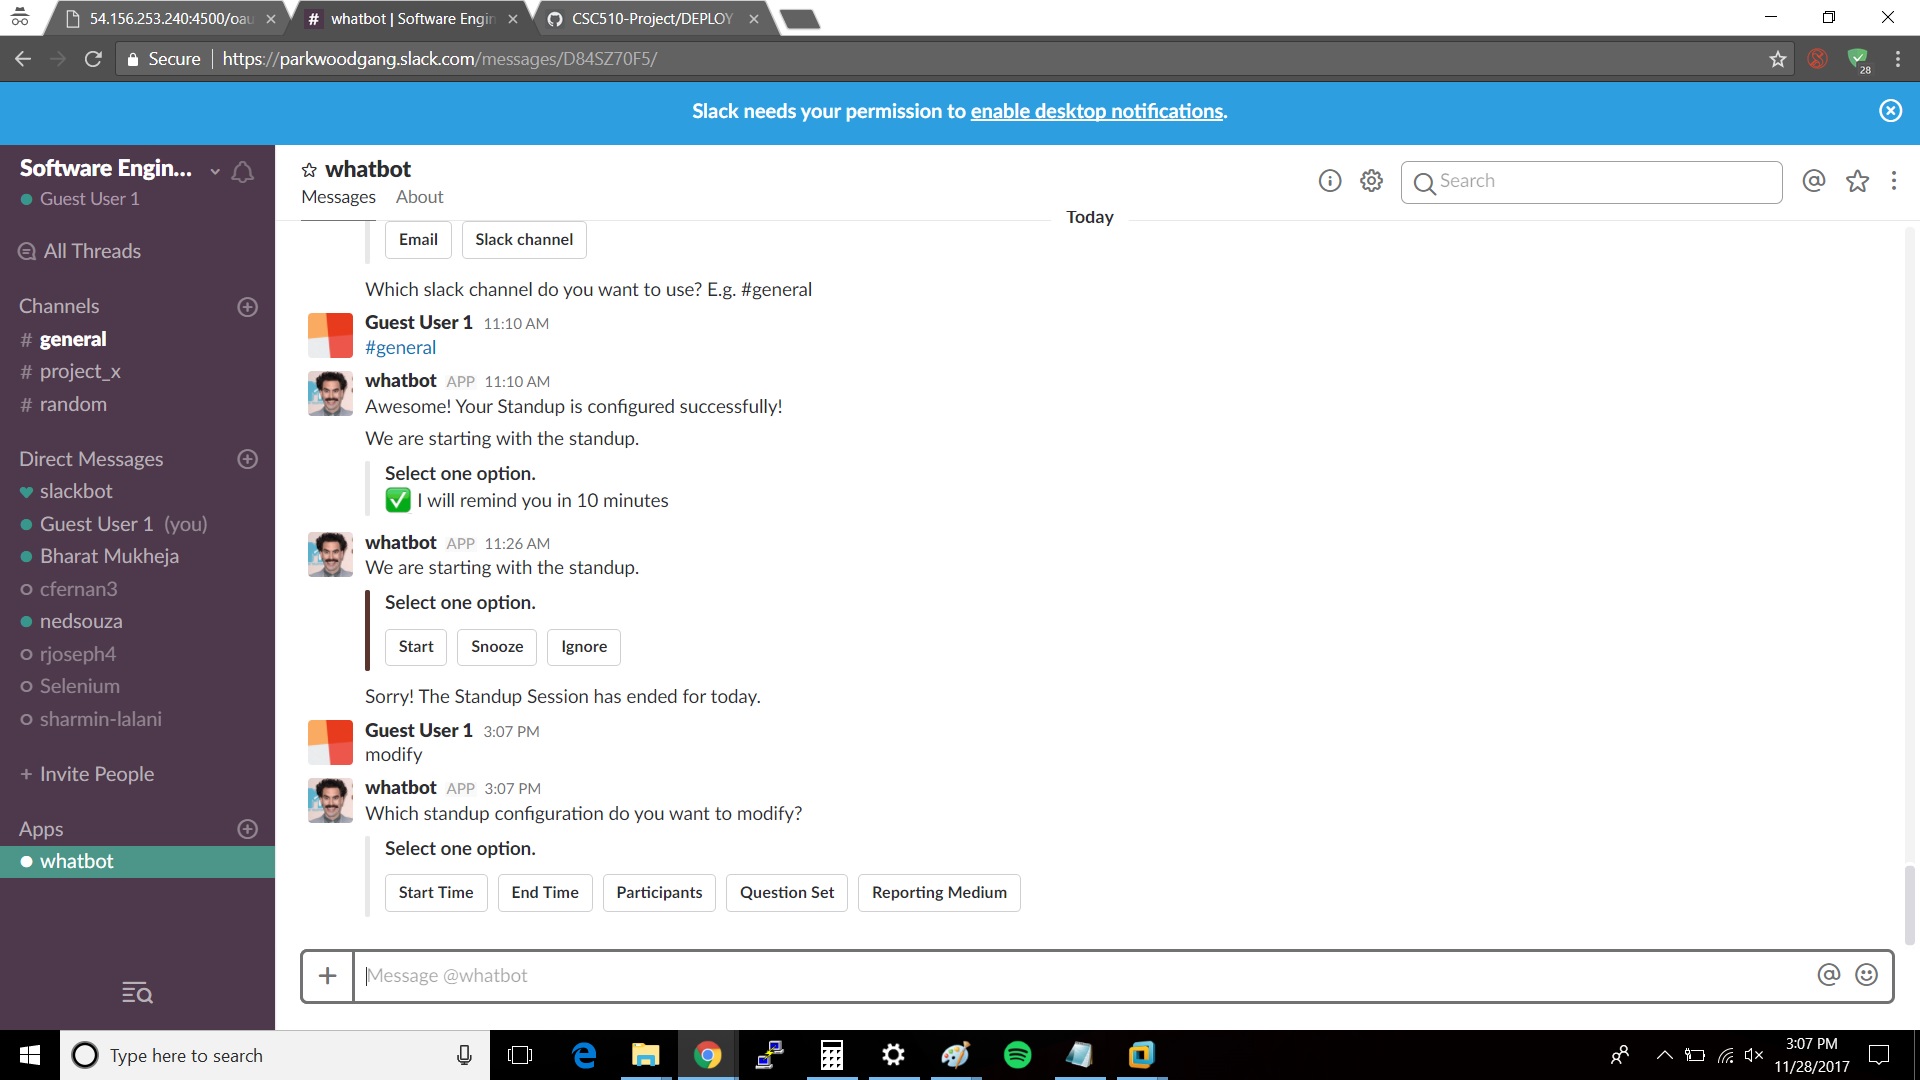 54.156.253.240:4500/oau
# whatbot | Software Engin
CSC510-Project/DEPLOY
Secure
https://parkwoodgang.slack.com/messages/D84SZ70F5/
28
Slack needs your permission to enable desktop notifications.
Software Engin...
Guest User 1
All Threads
Channels
# general
# project_x
# random
Direct Messages
slackbot
Guest User 1 (you)
Bharat Mukheja
cfernan3
nedsouza
rjoseph4
Selenium
sharmin-lalani
+ Invite People
Apps
whatbot
whatbot
Messages About
Search
Today
Email
Slack channel
Which slack channel do you want to use? E.g. #general
Guest User 1 11:10 AM
#general
whatbot APP 11:10 AM
Awesome! Your Standup is configured successfully!
We are starting with the standup.
Select one option.
I will remind you in 10 minutes
whatbot APP 11:26 AM
We are starting with the standup.
Select one option.
Start
Snooze
Ignore
Sorry! The Standup Session has ended for today.
Guest User 1 3:07 PM
modify
whatbot APP 3:07 PM
Which standup configuration do you want to modify?
Select one option.
Start Time
End Time
Participants
Question Set
Reporting Medium
Message @whatbot
Type here to search
3:07 PM
11/28/2017